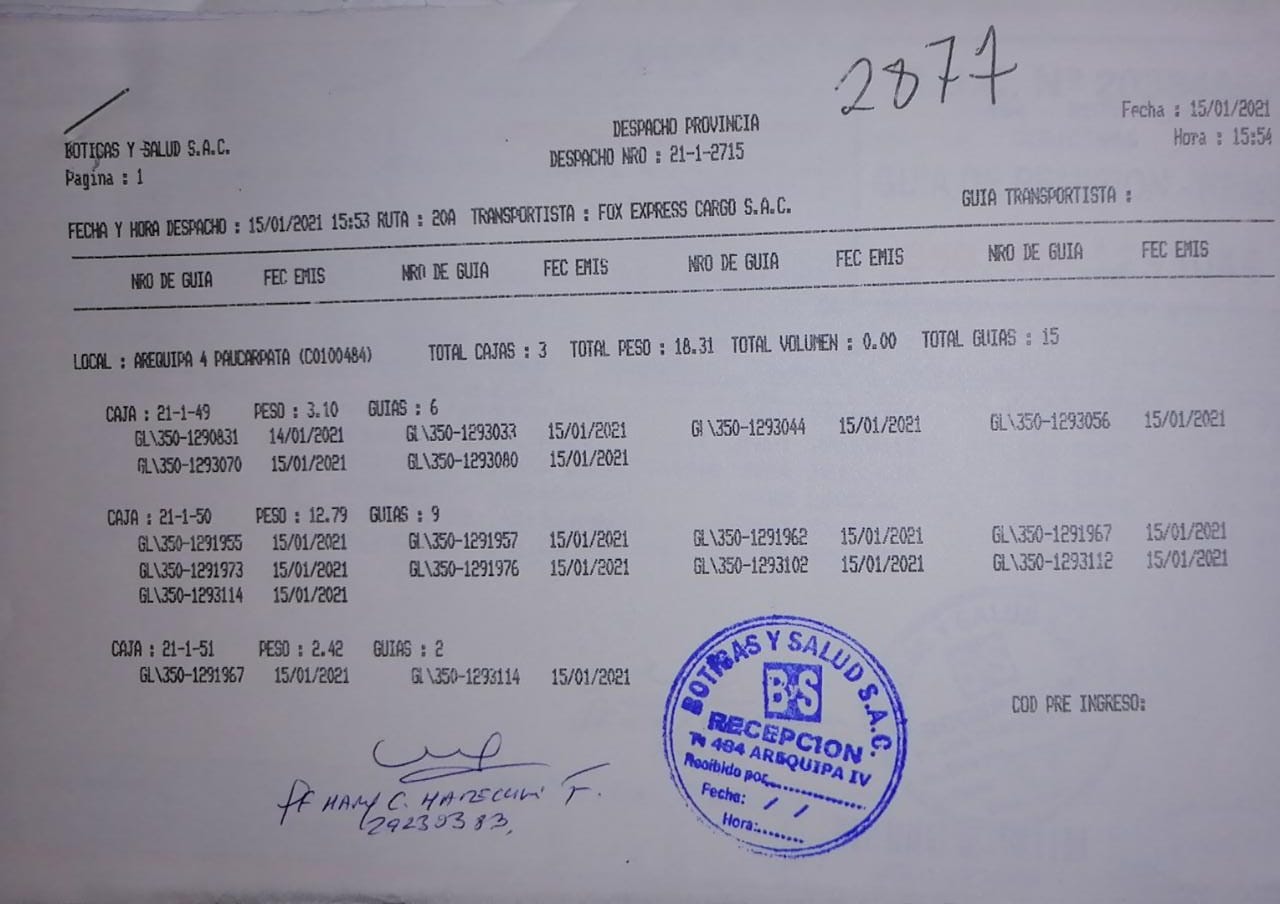 2877
Fecha : 15/01/2021
Hora : 15:54
BOTICAS Y SALUD S.A.C.
Pagina : 1
DESPACHO PROVINCIA
DESPACHO NRO : 21-1-2715
GUIA TRANSPORTISTA :
FECHA Y HORA DESPACHO : 15/01/2021 15:53 RUTA : 20A TRANSPORTISTA : FOX EXPRESS CARGO S.A.C.
NRO DE GUIA FEC EMIS NRO DE GUIA FEC EMIS NRO DE GUIA FEC EMIS NRO DE GUIA FEC EMIS
LOCAL : AREQUIPA 4 PAUCARPATA (C0100484) TOTAL CAJAS : 3 TOTAL PESO : 18.31 TOTAL VOLUMEN : 0.00 TOTAL GUIAS : 15
CAJA : 21-1-49 PESO : 3.10 GUIAS : 6
GL\350-1290831 14/01/2021 GL\350-1293033 15/01/2021 GL\350-1293044 15/01/2021 GL\350-1293056 15/01/2021
GL\350-1293070 15/01/2021 GL\350-1293080 15/01/2021
CAJA : 21-1-50 PESO : 12.79 GUIAS : 9
GL\350-1291955 15/01/2021 GL\350-1291957 15/01/2021 GL\350-1291962 15/01/2021 GL\350-1291967 15/01/2021
GL\350-1291973 15/01/2021 GL\350-1291976 15/01/2021 GL\350-1293102 15/01/2021 GL\350-1293112 15/01/2021
GL\350-1293114 15/01/2021
CAJA : 21-1-51 PESO : 2.42 GUIAS : 2
GL\350-1291967 15/01/2021 GL\350-1293114 15/01/2021
COD PRE INGRESO:
BOTICAS Y SALUD S.A.C.
BYS
RECEPCION
484 AREQUIPA IV
Recibido por
Fecha: / /
Hora:
C.